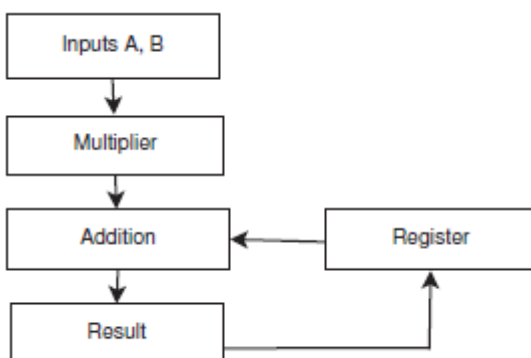 Inputs A, B
Multiplier
Addition
Register
Result